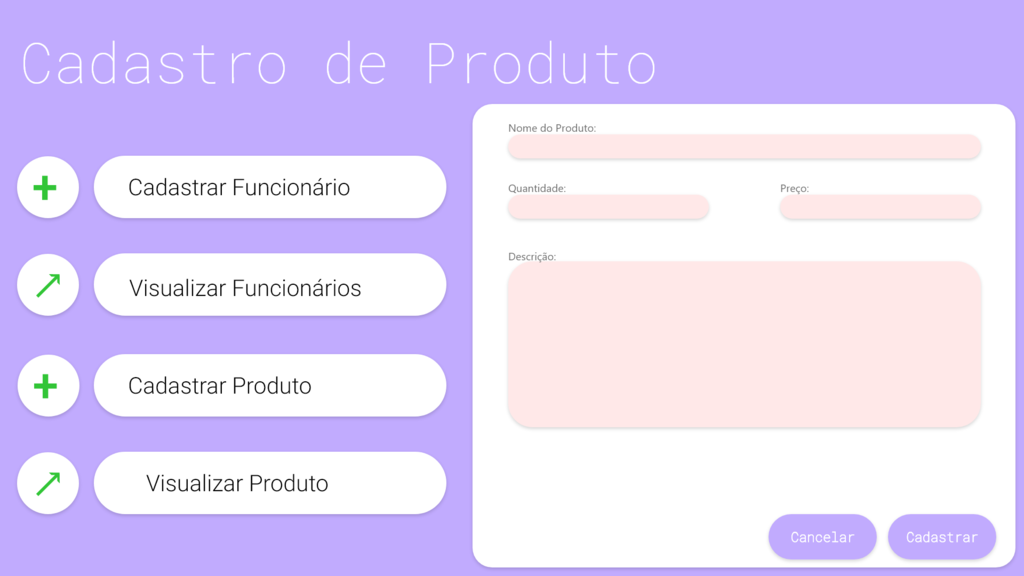 Cadastro de Produto
Cadastrar Funcionário
Visualizar Funcionários
Cadastrar Produto
Visualizar Produto
Nome do Produto:
Quantidade:
Preço:
Descrição:
Cancelar
Cadastrar